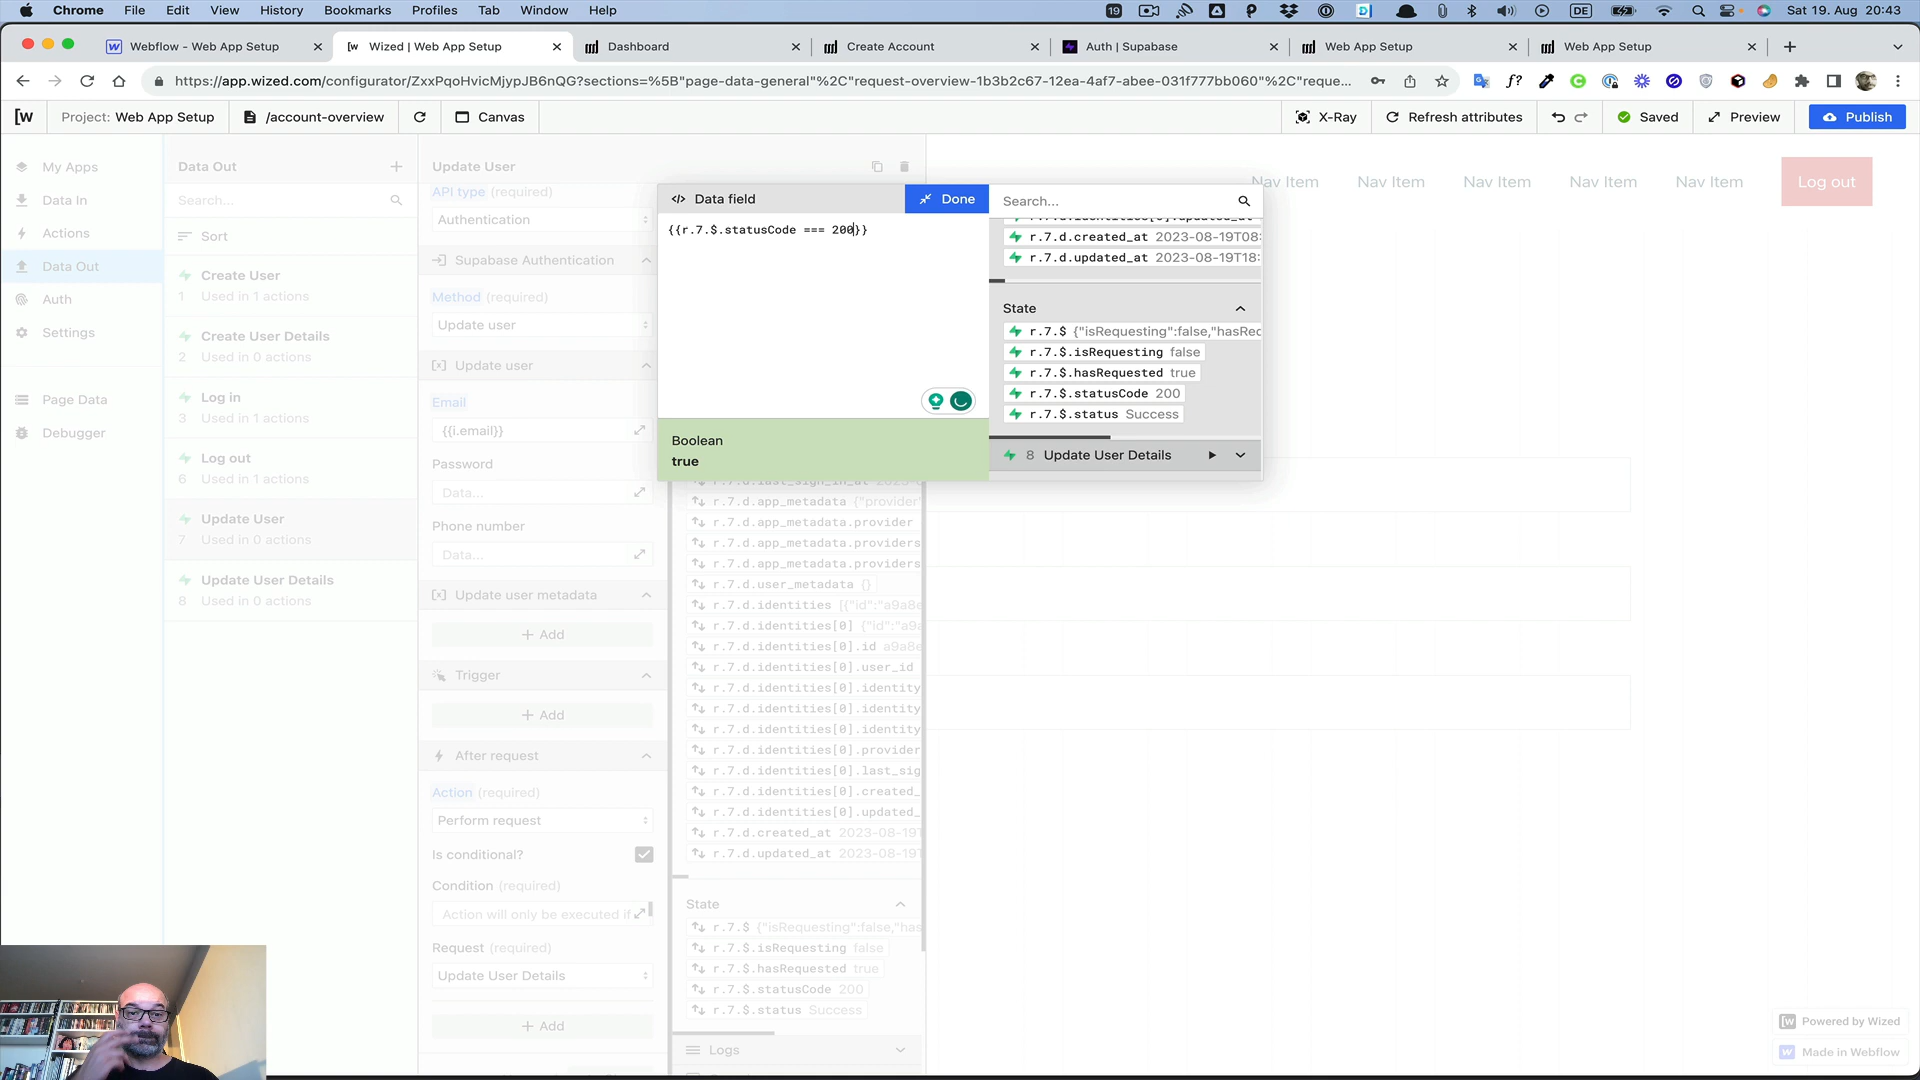 Chrome File Edit View History Bookmarks Profiles Tab Window Help
19 DE Sat 19. Aug 20:43
Webflow - Web App Setup
Wized | Web App Setup
Dashboard
Create Account
Auth | Supabase
Web App Setup
Web App Setup
https://app.wized.com/configurator/ZxxPqoHvicMjypJB6nQG?sections=%5B"page-data-general"%2C"request-overview-1b3b2c67-12ea-4af7-abee-031f777bb060"%2C"reque...
Project: Web App Setup
/account-overview
Canvas
X-Ray
Refresh attributes
Saved
Preview
Publish
My Apps
Data In
Actions
Data Out
Auth
Settings
Page Data
Debugger
Data Out
Search...
Sort
Create User
1 Used in 1 actions
Create User Details
2 Used in 0 actions
Log in
3 Used in 1 actions
Log out
6 Used in 1 actions
Update User
7 Used in 0 actions
Update User Details
8 Used in 0 actions
Update User
API type (required)
Authentication
Supabase Authentication
Method (required)
Update user
Update user
Email
{{i.email}}
Password
Data...
Phone number
Data...
Update user metadata
Add
Trigger
Add
After request
Action (required)
Perform request
Is conditional?
Condition (required)
Action will only be executed if
Request (required)
Update User Details
Add
Data field
Done
{{r.7.$.statusCode === 200}}
Boolean
true
Search...
r.7.d.created_at 2023-08-19T08:
r.7.d.updated_at 2023-08-19T18:
State
r.7.$ {"isRequesting":false,"hasRec
r.7.$.isRequesting false
r.7.$.hasRequested true
r.7.$.statusCode 200
r.7.$.status Success
8 Update User Details
r.7.d.app_metadata {"provider"
r.7.d.app_metadata.provider
r.7.d.app_metadata.providers
r.7.d.app_metadata.providers
r.7.d.user_metadata {}
r.7.d.identities [{"id":"a9a8e
r.7.d.identities[0] {"id":"a9a
r.7.d.identities[0].id a9a8e
r.7.d.identities[0].user_id
r.7.d.identities[0].identity
r.7.d.identities[0].identity
r.7.d.identities[0].identity
r.7.d.identities[0].provider
r.7.d.identities[0].last_sig
r.7.d.identities[0].created_
r.7.d.identities[0].updated_
r.7.d.created_at 2023-08-19T
r.7.d.updated_at 2023-08-19T
State
r.7.$ {"isRequesting":false,"has
r.7.$.isRequesting false
r.7.$.hasRequested true
r.7.$.statusCode 200
r.7.$.status Success
Logs
Nav Item Nav Item Nav Item Nav Item Nav Item
Log out
Powered by Wized
Made in Webflow